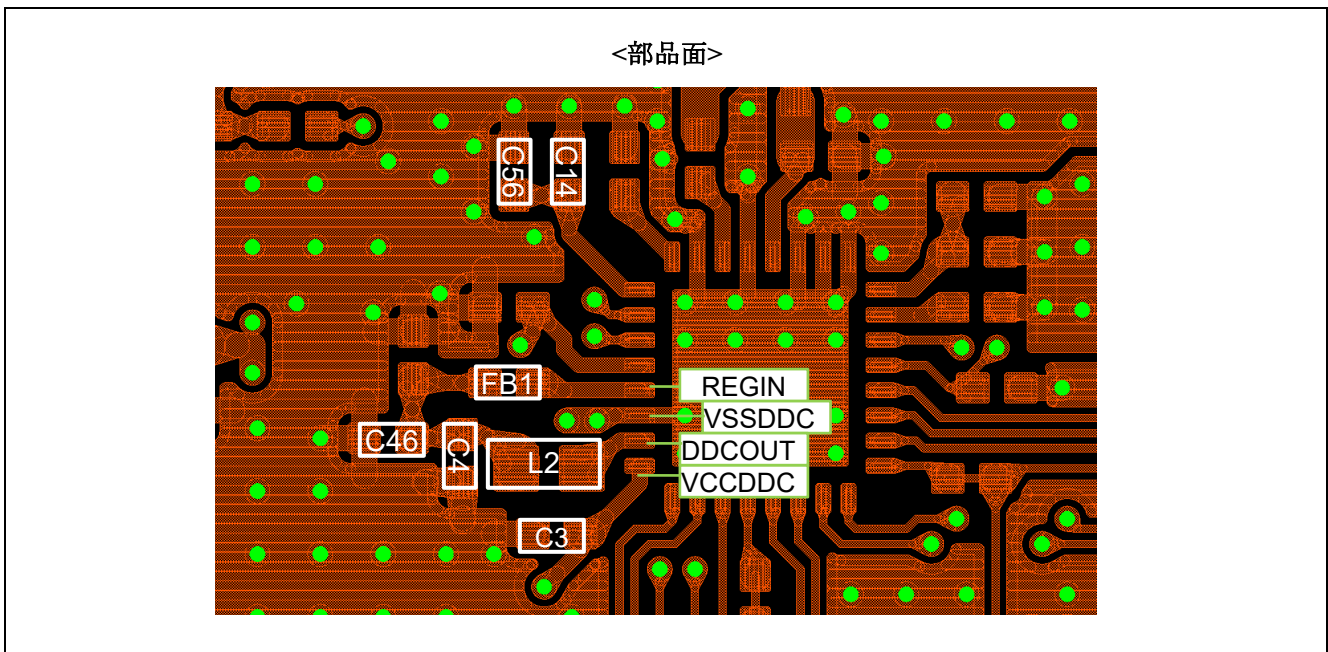 <部品面>
C56
C14
FB1
REGIN
VSSDDC
C46
C4
L2
DDCOUT
VCCDDC
C3